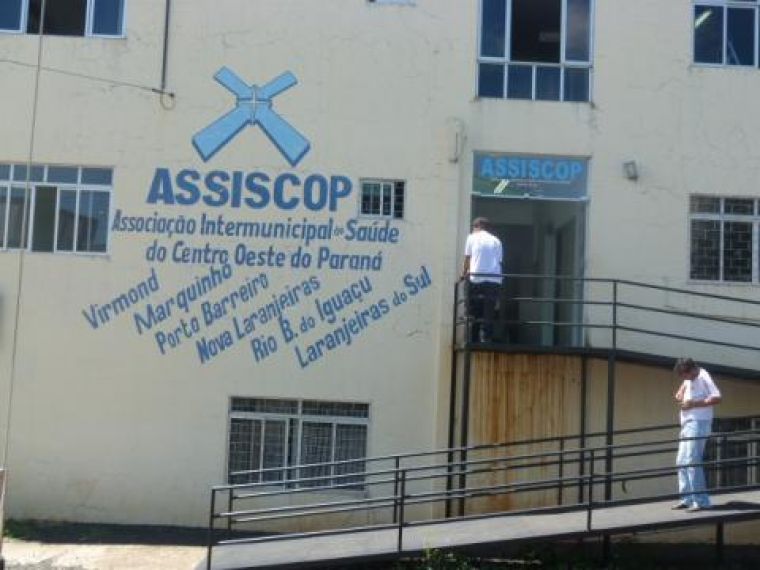 ASSISCOP
Associação Intermunicipal de Saúde
do Centro Oeste do Paraná
Virmond
Marquinho
Porto Barreiro
Nova Laranjeiras
Rio B. do Iguaçu
Laranjeiras do Sul
ASSISCOP